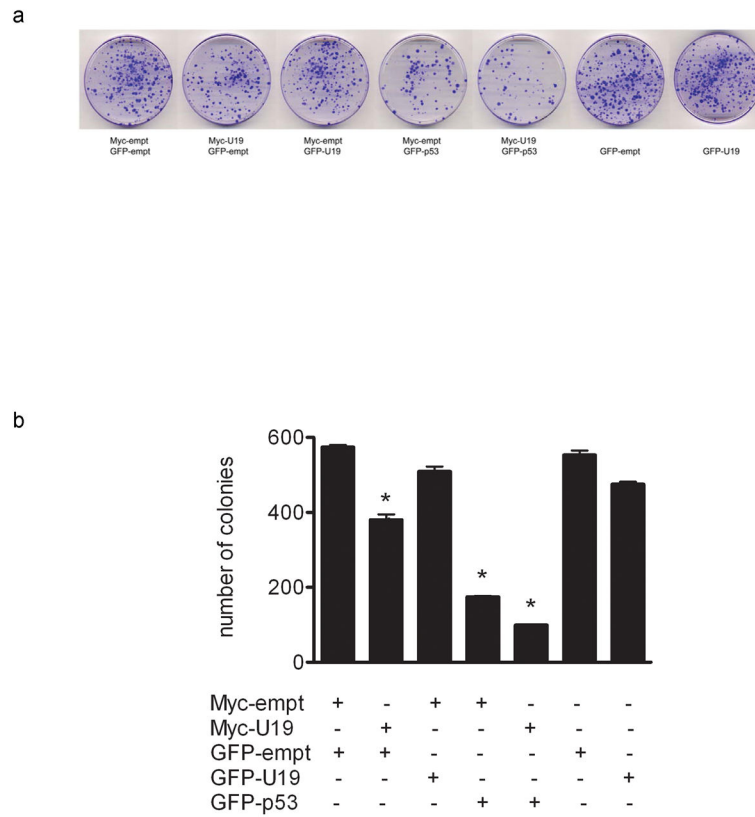 a
Myc-empt Myc-U19 Myc-empt Myc-empt Myc-U19
GFP-empt GFP-empt GFP-U19 GFP-p53 GFP-p53 GFP-empt GFP-U19
b
number of colonies
600
400
200
0
*
*
*
Myc-empt + - + + - - -
Myc-U19 - + - - + - -
GFP-empt + + - - - + -
GFP-U19 - - + - - - +
GFP-p53 - - - + + - -